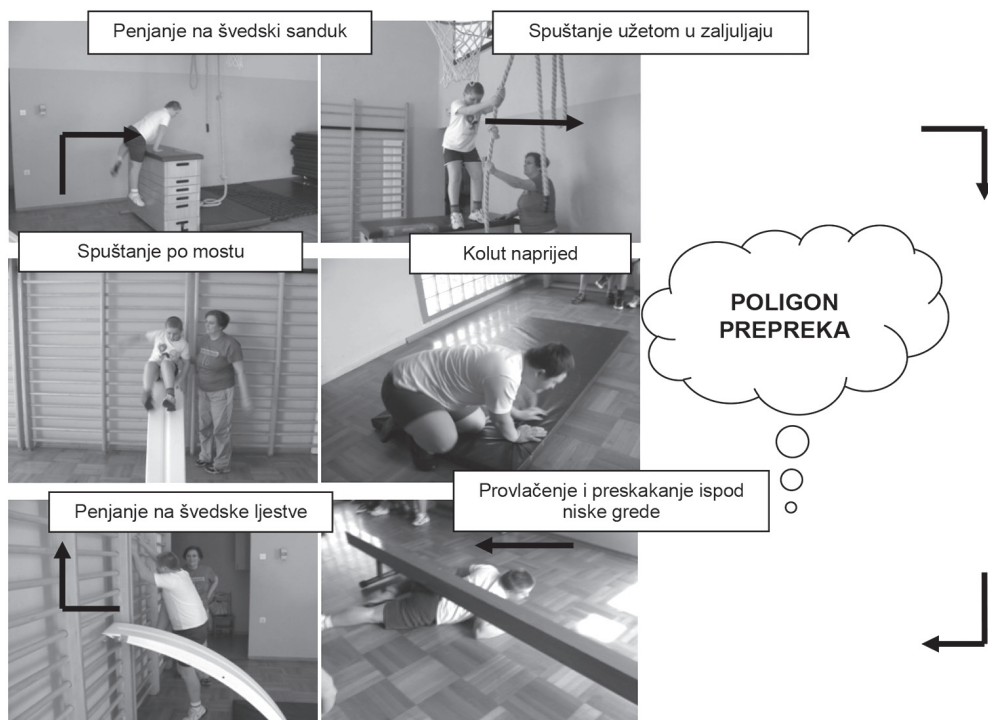 Penjanje na švedski sanduk
Spuštanje užetom u zaljuljaju
Spuštanje po mostu
Kolut naprijed
POLIGON
PREPREKA
Penjanje na švedske ljestve
Provlačenje i preskakanje ispod
niske grede